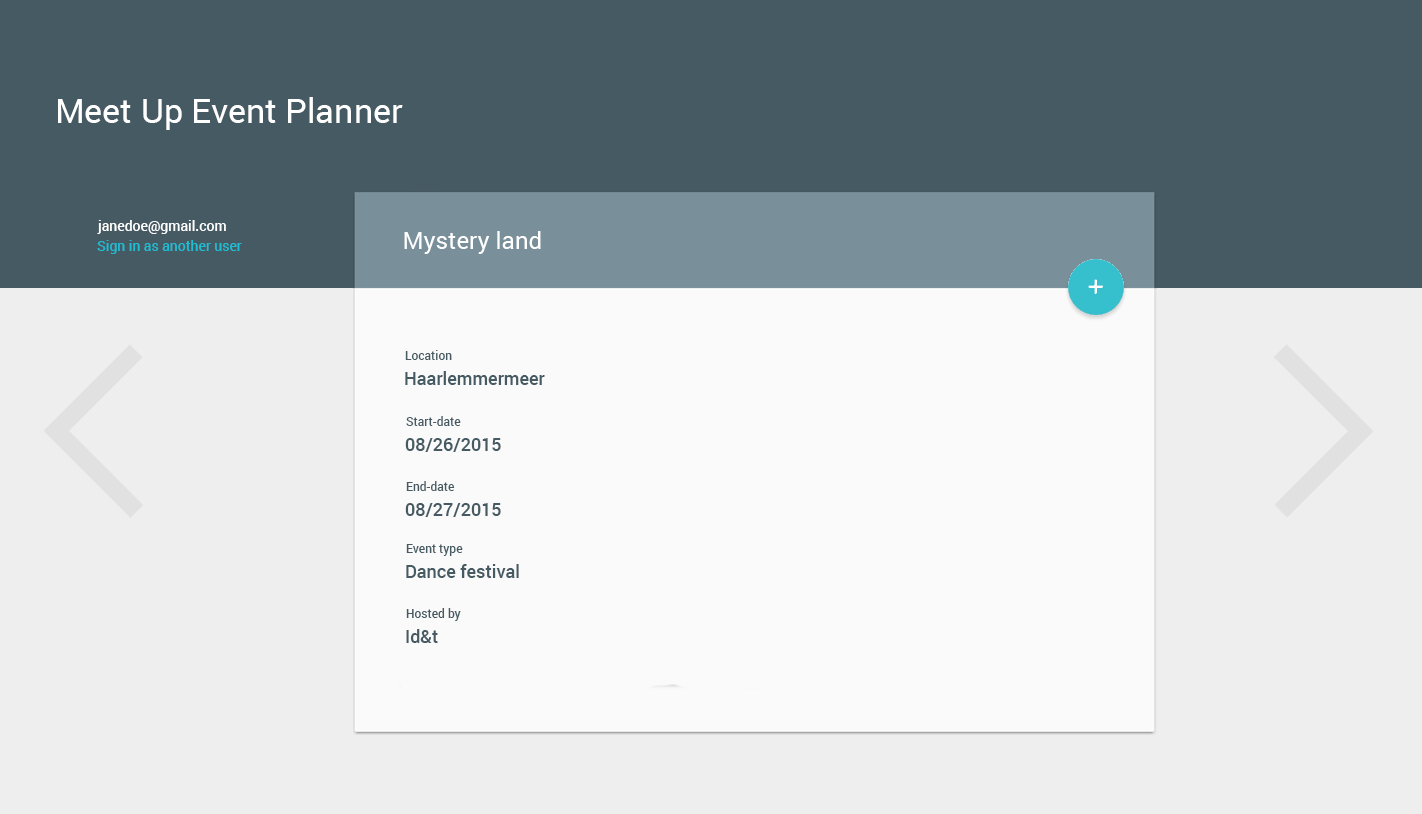 Meet Up Event Planner
janedoe@gmail.com
Sign in as another user
Mystery land
+
Location
Haarlemmermeer
Start-date
08/26/2015
End-date
08/27/2015
Event type
Dance festival
Hosted by
Id&t